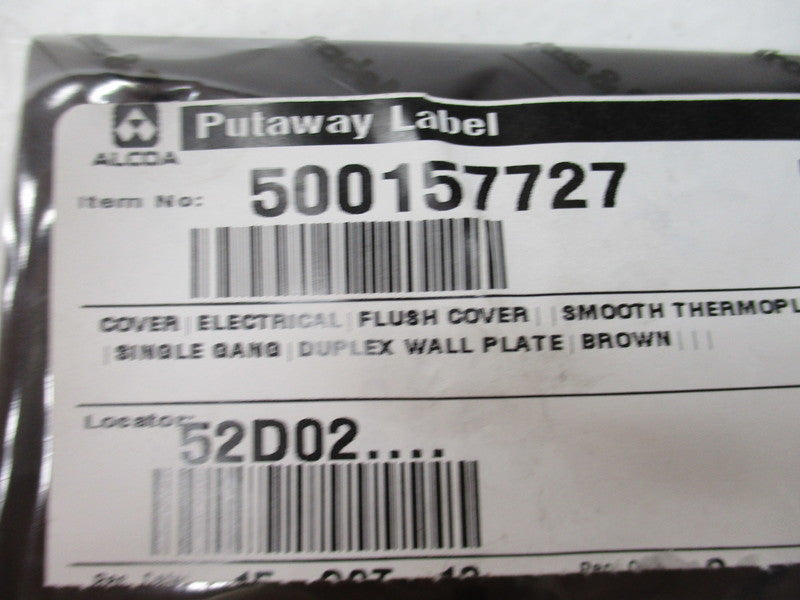 ALCOA
Putaway Label
Item No: 500157727
COVER|ELECTRICAL|FLUSH COVER||SMOOTH THERMOPL
|SINGLE GANG|DUPLEX WALL PLATE|BROWN|||
Locator: 52D02....